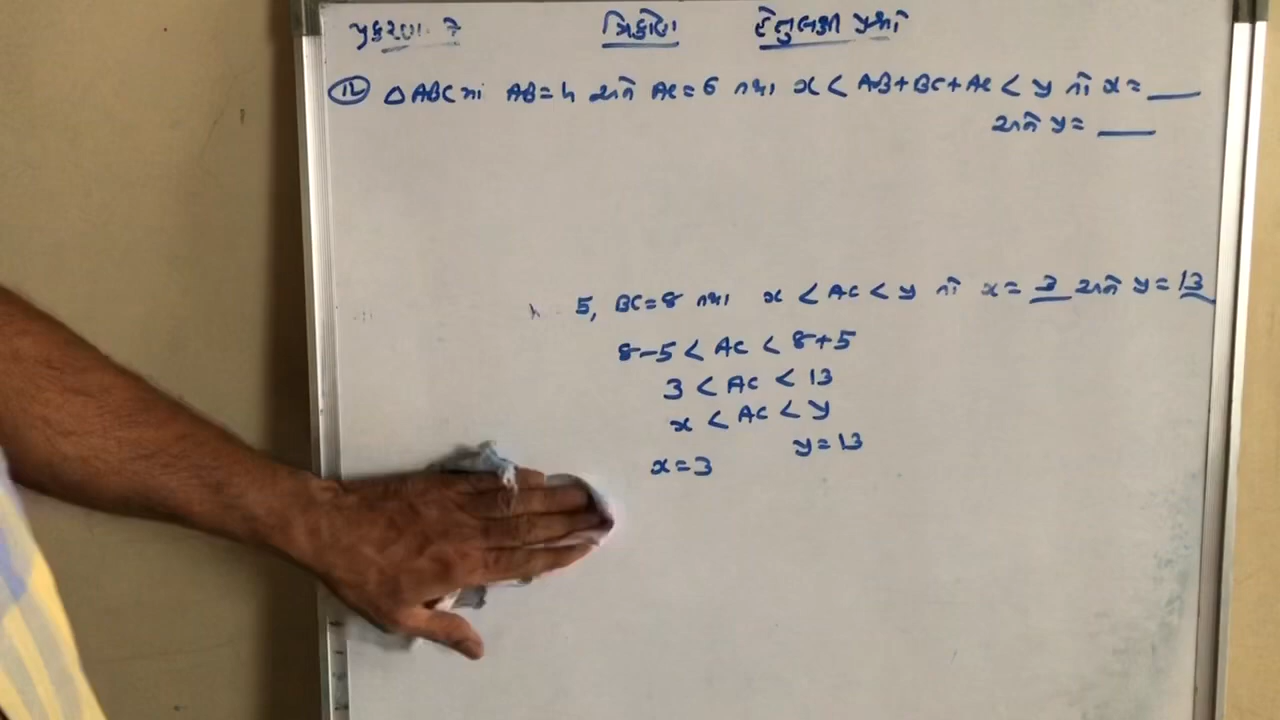 પ્રકરણ-૭ ત્રિકોણ હેતુલક્ષી પ્રશ્નો
(12) △ABC માં AB=4 અને AC=6 તથા x < AB+BC+AC < y તો x= ___
અને y= ___
5, BC=8 તથા x < AC < y તો x= 3 અને y= 13
8-5 < AC < 8+5
3 < AC < 13
x < AC < y
y=13
x=3